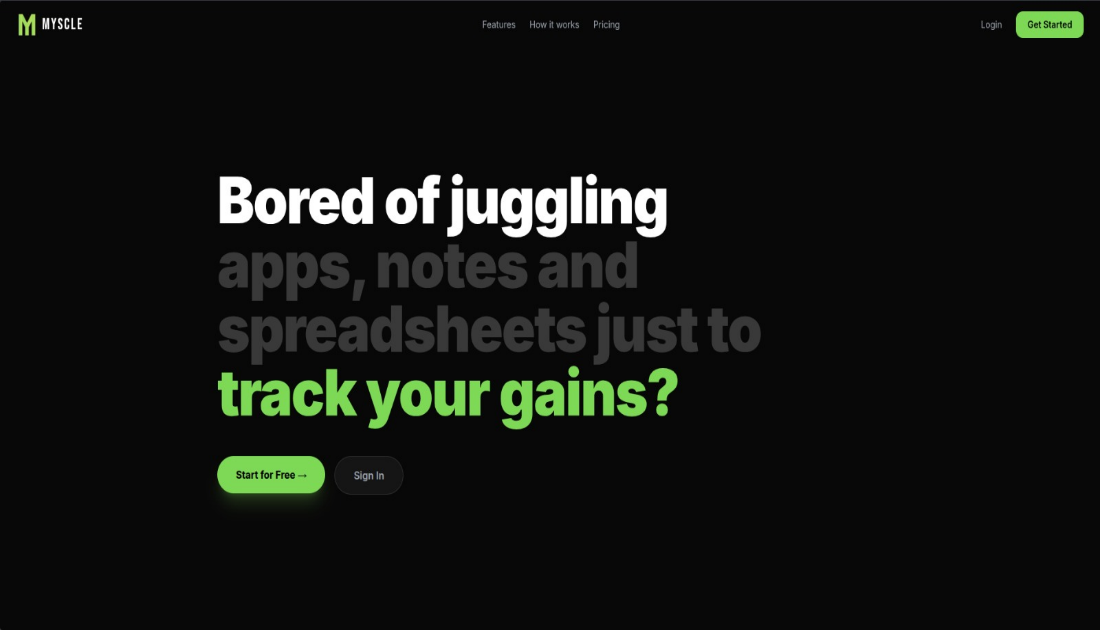 MYSCLE
Features How it works Pricing
Login Get Started
Bored of juggling
apps, notes and
spreadsheets just to
track your gains?
Start for Free →
Sign In